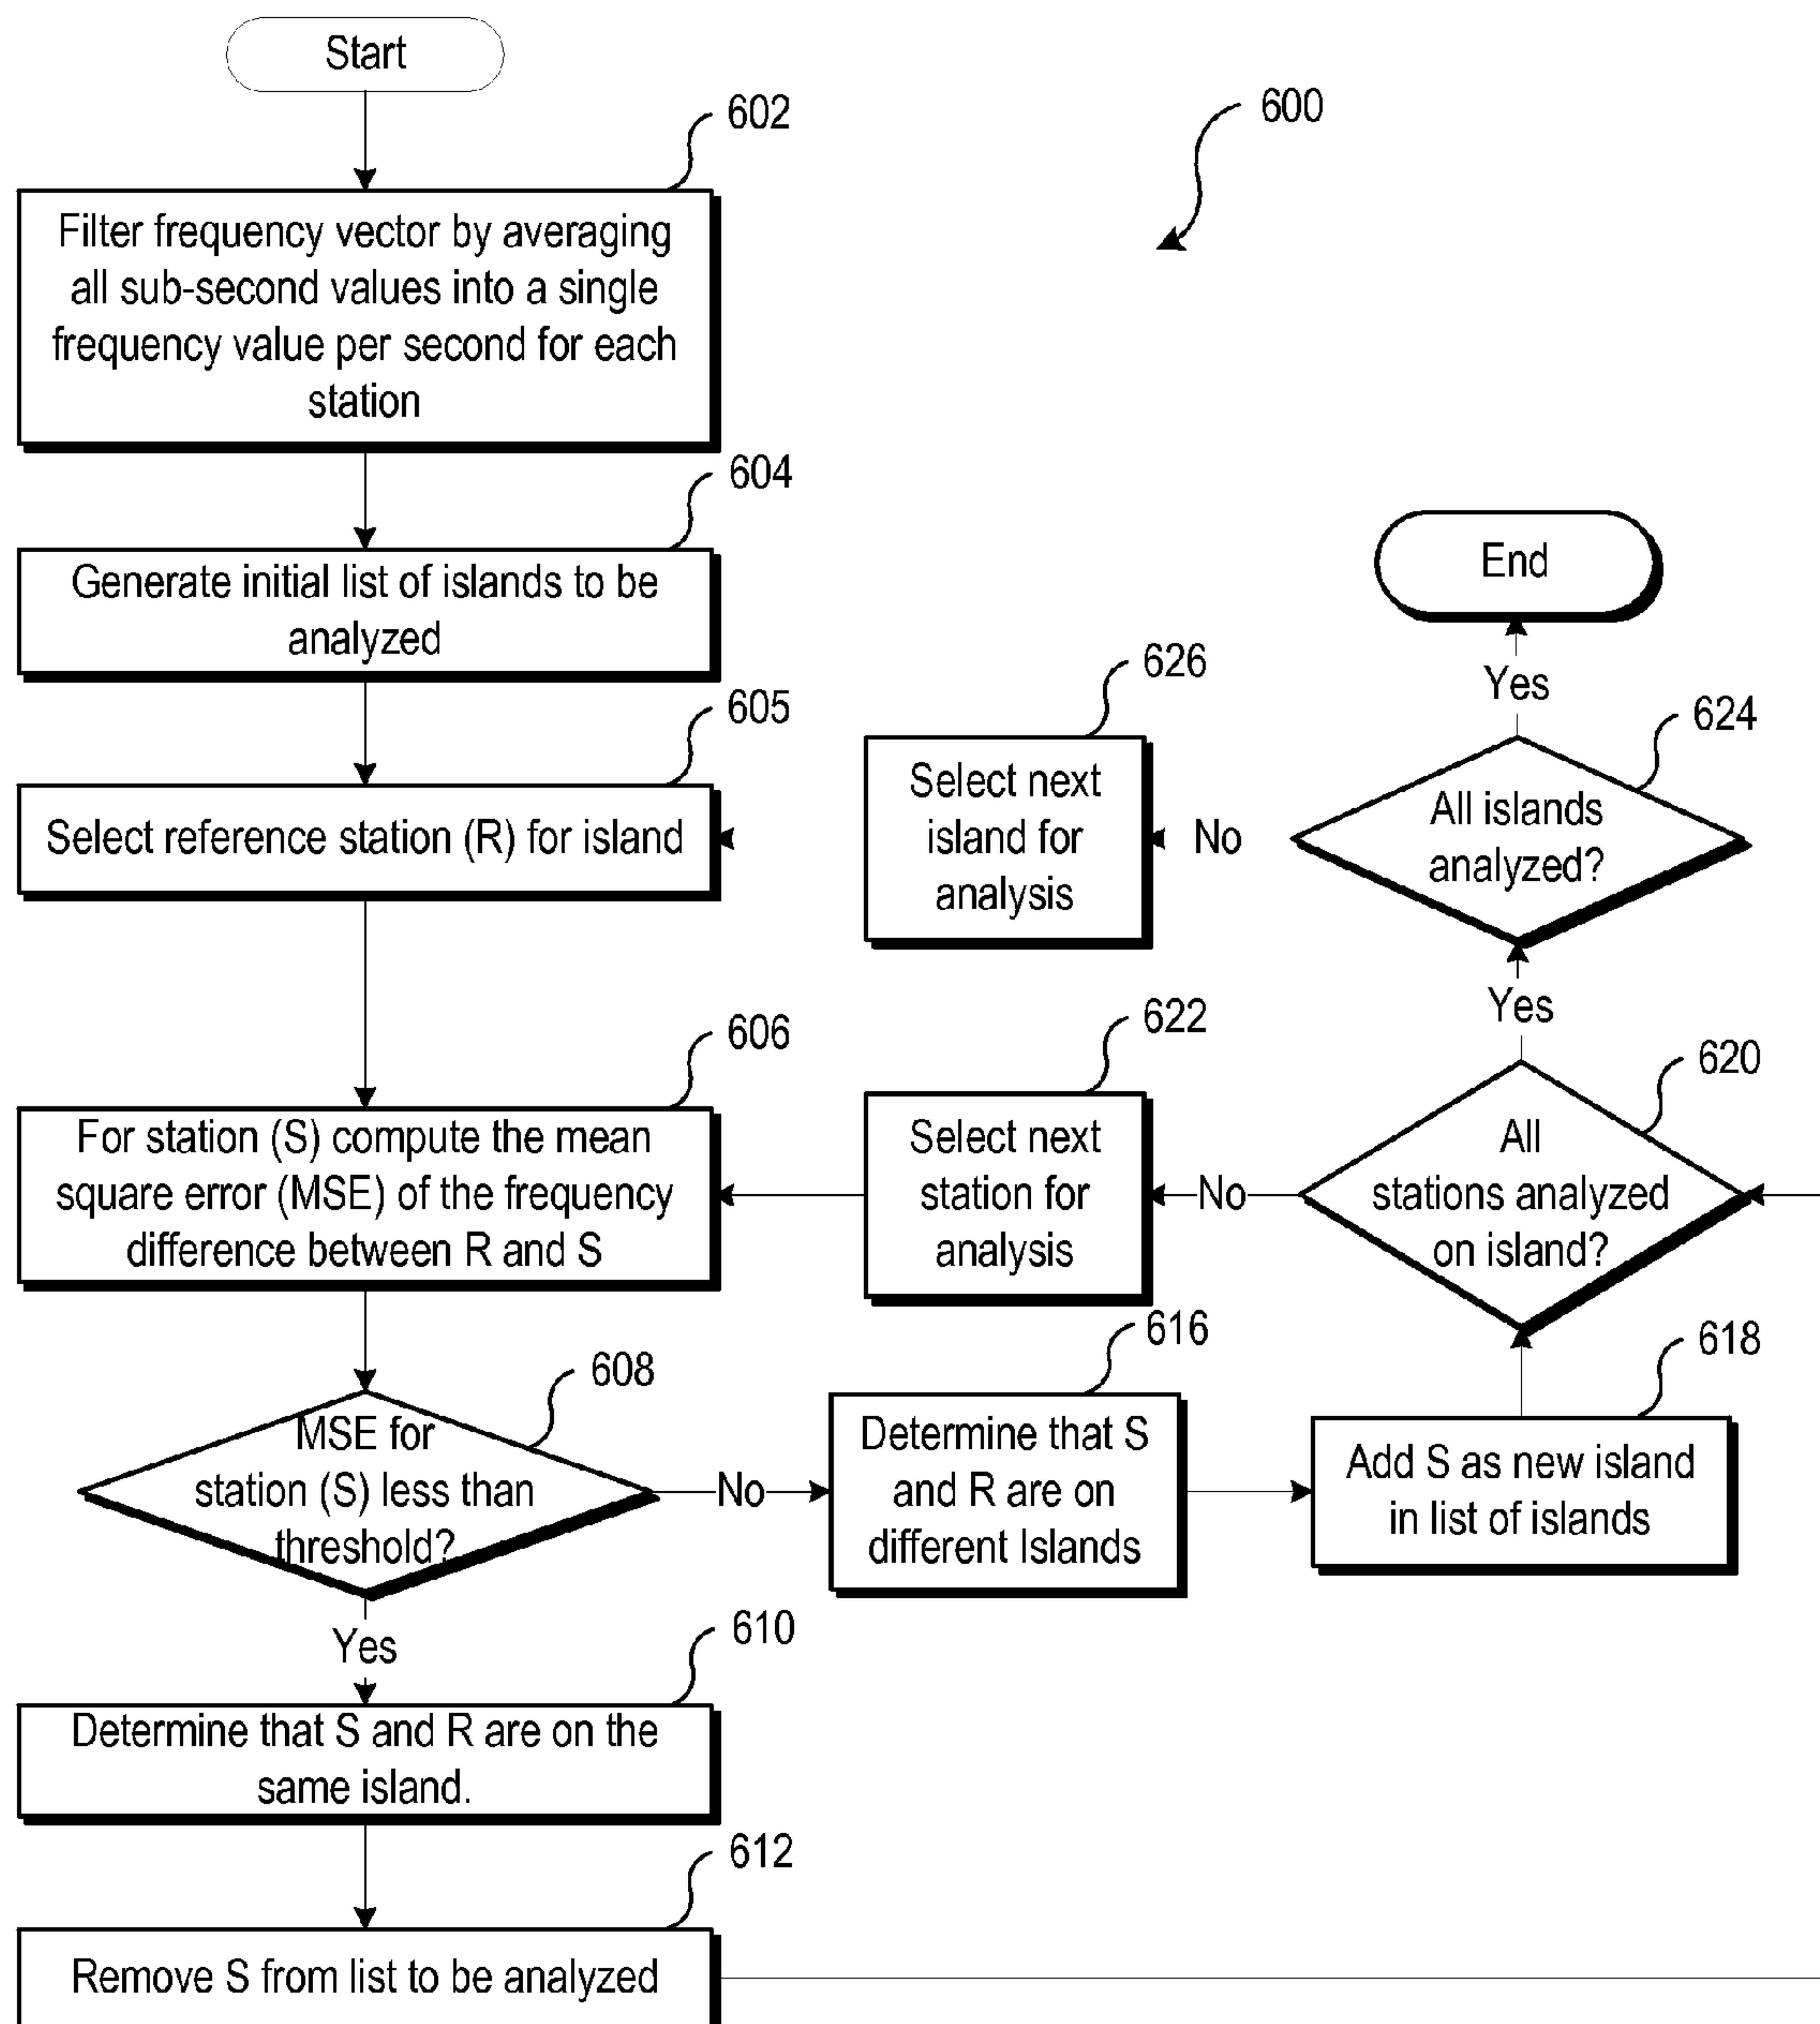 Start
602
600
Filter frequency vector by averaging
all sub-second values into a single
frequency value per second for each
station
604
Generate initial list of islands to be
analyzed
End
626
Yes
605
624
Select reference station (R) for island
Select next
island for
analysis
No
All islands
analyzed?
Yes
606
622
620
For station (S) compute the mean
square error (MSE) of the frequency
difference between R and S
Select next
station for
analysis
No
All
stations analyzed
on island?
608
616
618
MSE for
station (S) less than
threshold?
No
Determine that S
and R are on
different Islands
Add S as new island
in list of islands
Yes
610
Determine that S and R are on the
same island.
612
Remove S from list to be analyzed